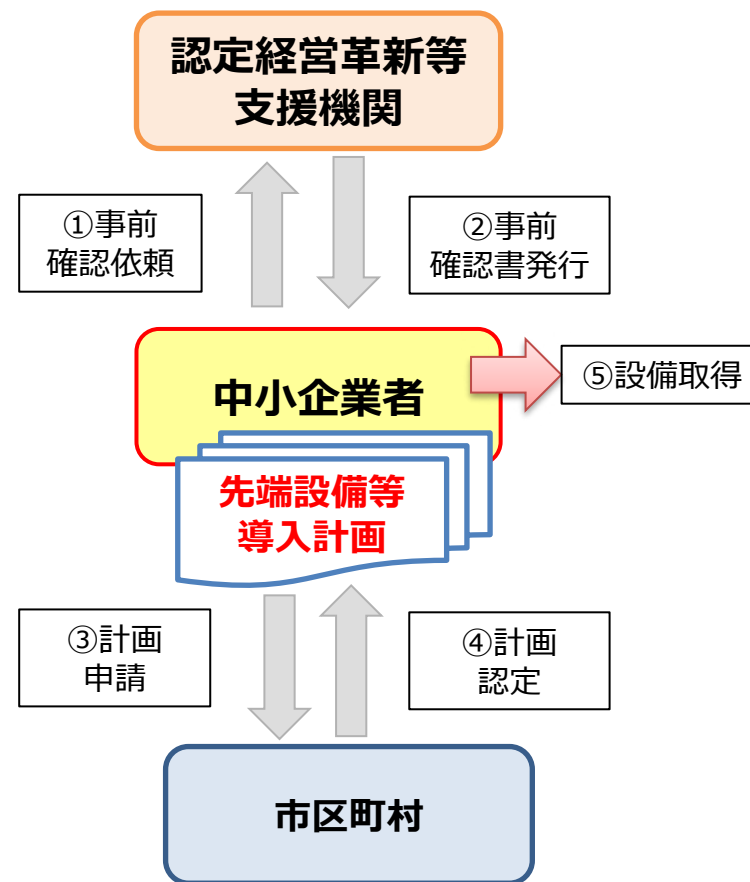 認定経営革新等
支援機関
①事前
確認依頼
②事前
確認書発行
中小企業者
⑤設備取得
先端設備等
導入計画
③計画
申請
④計画
認定
市区町村